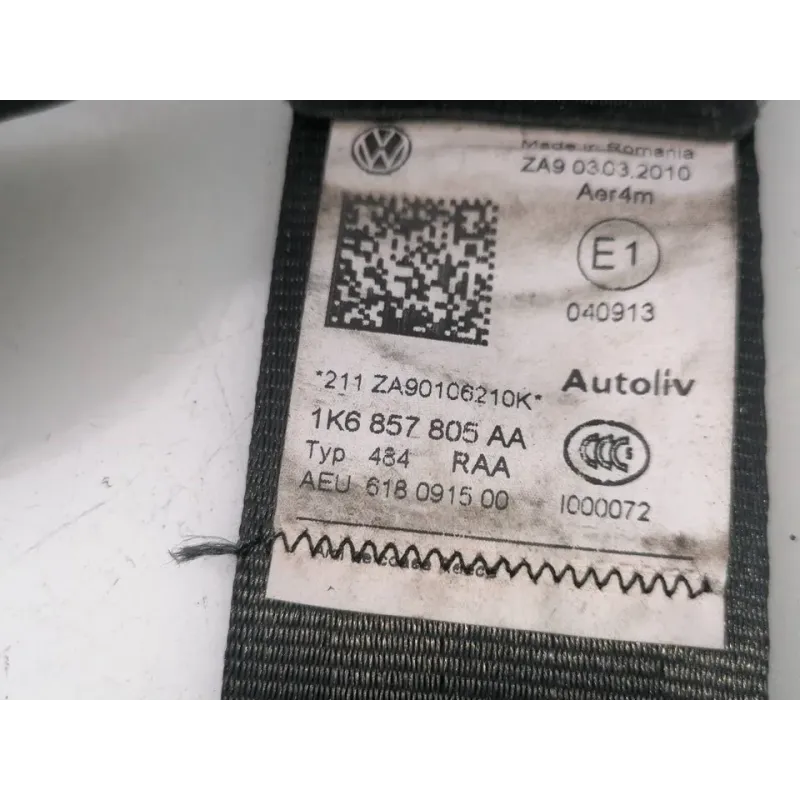 Made in Romania
ZA9 03.03.2010
Aer4m
E1
040913
*211 ZA90106210K*
Autoliv
1K6 857 805 AA
Typ 484 RAA
AEU 618 0915 00
CCC S
I000072